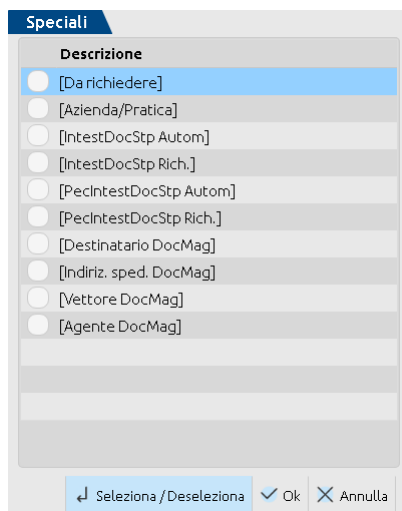 Speciali
Descrizione
[Da richiedere]
[Azienda/Pratica]
[IntestDocStp Autom]
[IntestDocStp Rich.]
[PecIntestDocStp Autom]
[PecIntestDocStp Rich.]
[Destinatario DocMag]
[Indiriz. sped. DocMag]
[Vettore DocMag]
[Agente DocMag]
Seleziona / Deseleziona Ok Annulla